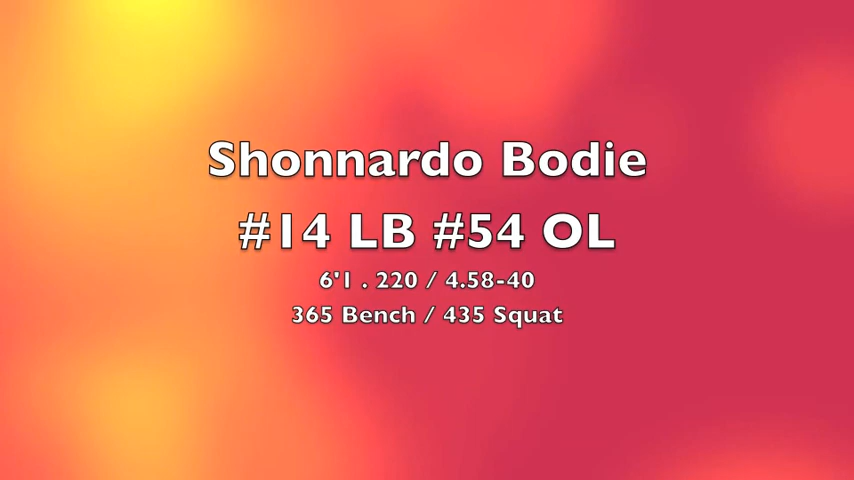 Shonnardo Bodie
#14 LB #54 OL
6'1 . 220 / 4.58-40
365 Bench / 435 Squat